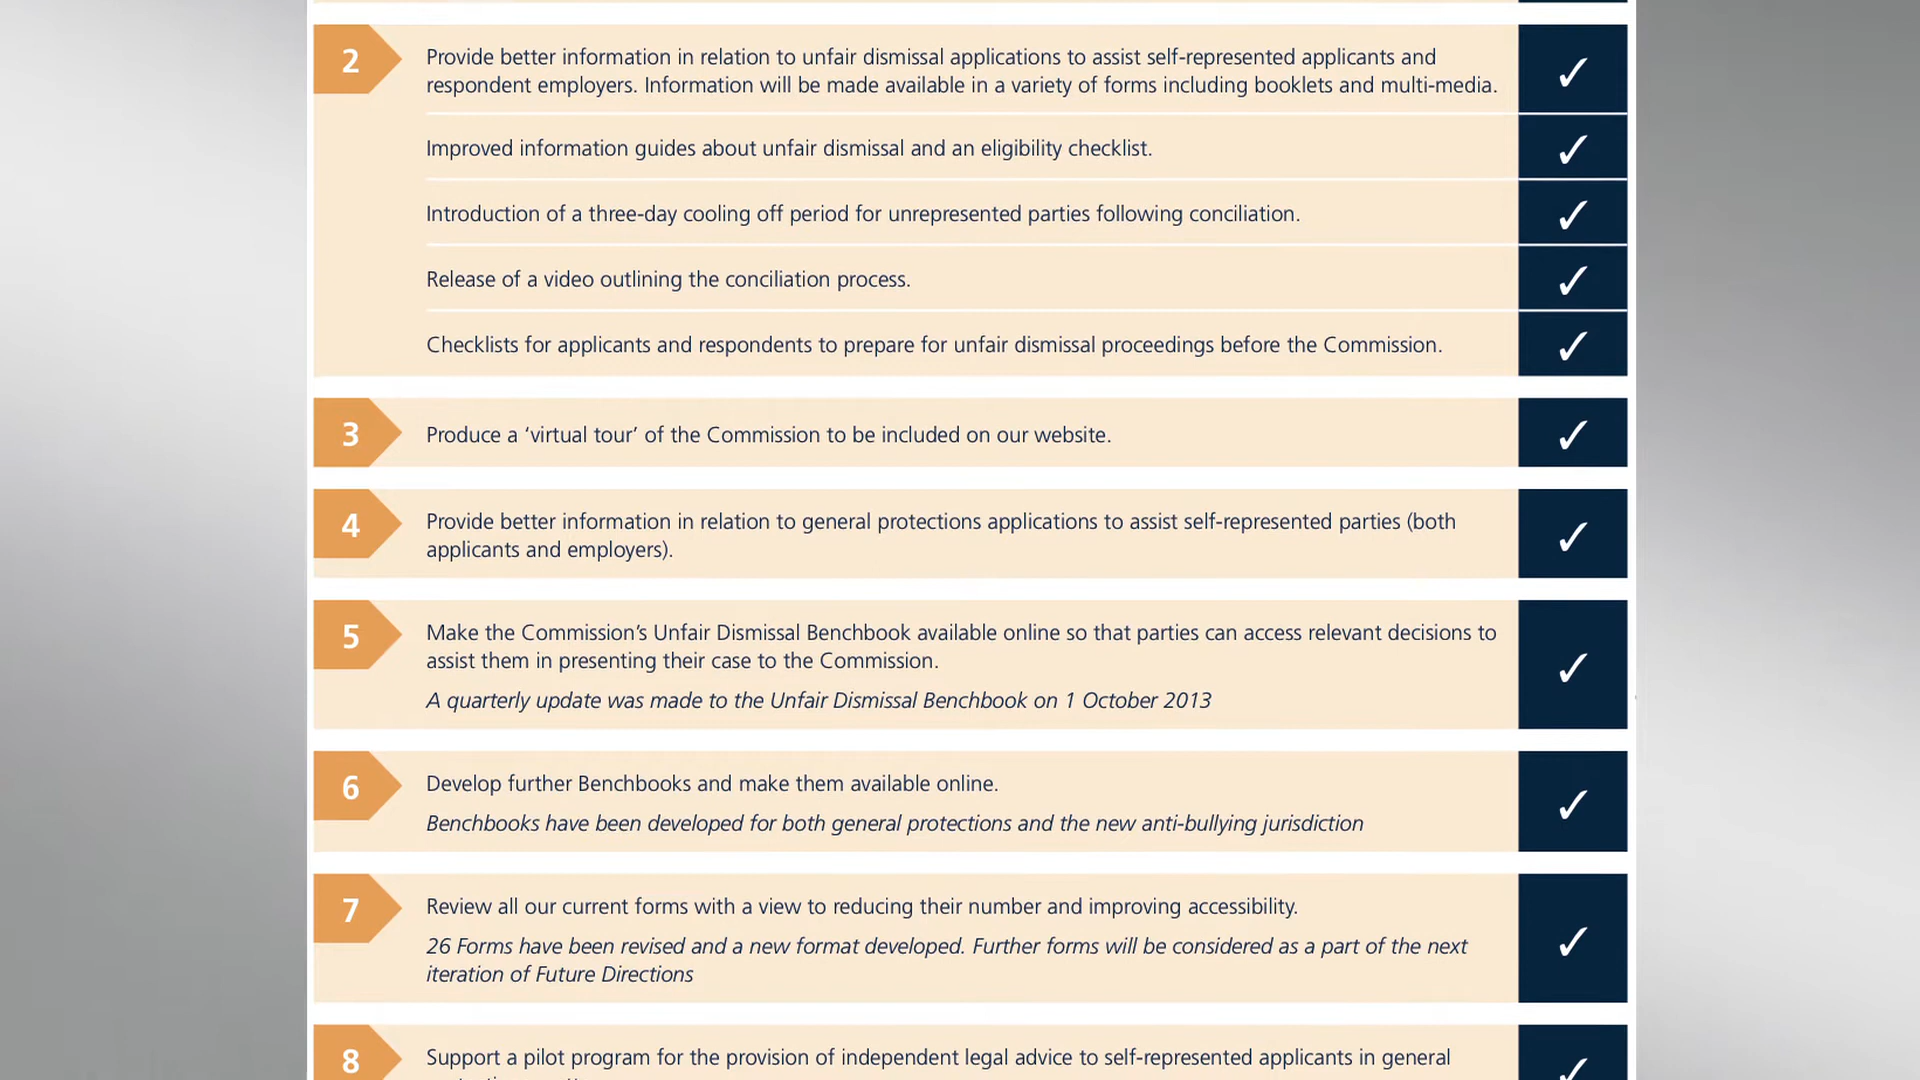 2
Provide better information in relation to unfair dismissal applications to assist self-represented applicants and
respondent employers. Information will be made available in a variety of forms including booklets and multi-media.
✓
Improved information guides about unfair dismissal and an eligibility checklist.
✓
Introduction of a three-day cooling off period for unrepresented parties following conciliation.
✓
Release of a video outlining the conciliation process.
✓
Checklists for applicants and respondents to prepare for unfair dismissal proceedings before the Commission.
✓
3
Produce a ‘virtual tour’ of the Commission to be included on our website.
✓
4
Provide better information in relation to general protections applications to assist self-represented parties (both
applicants and employers).
✓
5
Make the Commission’s Unfair Dismissal Benchbook available online so that parties can access relevant decisions to
assist them in presenting their case to the Commission.
A quarterly update was made to the Unfair Dismissal Benchbook on 1 October 2013
✓
6
Develop further Benchbooks and make them available online.
Benchbooks have been developed for both general protections and the new anti-bullying jurisdiction
✓
7
Review all our current forms with a view to reducing their number and improving accessibility.
26 Forms have been revised and a new format developed. Further forms will be considered as a part of the next
iteration of Future Directions
✓
8
Support a pilot program for the provision of independent legal advice to self-represented applicants in general
✓